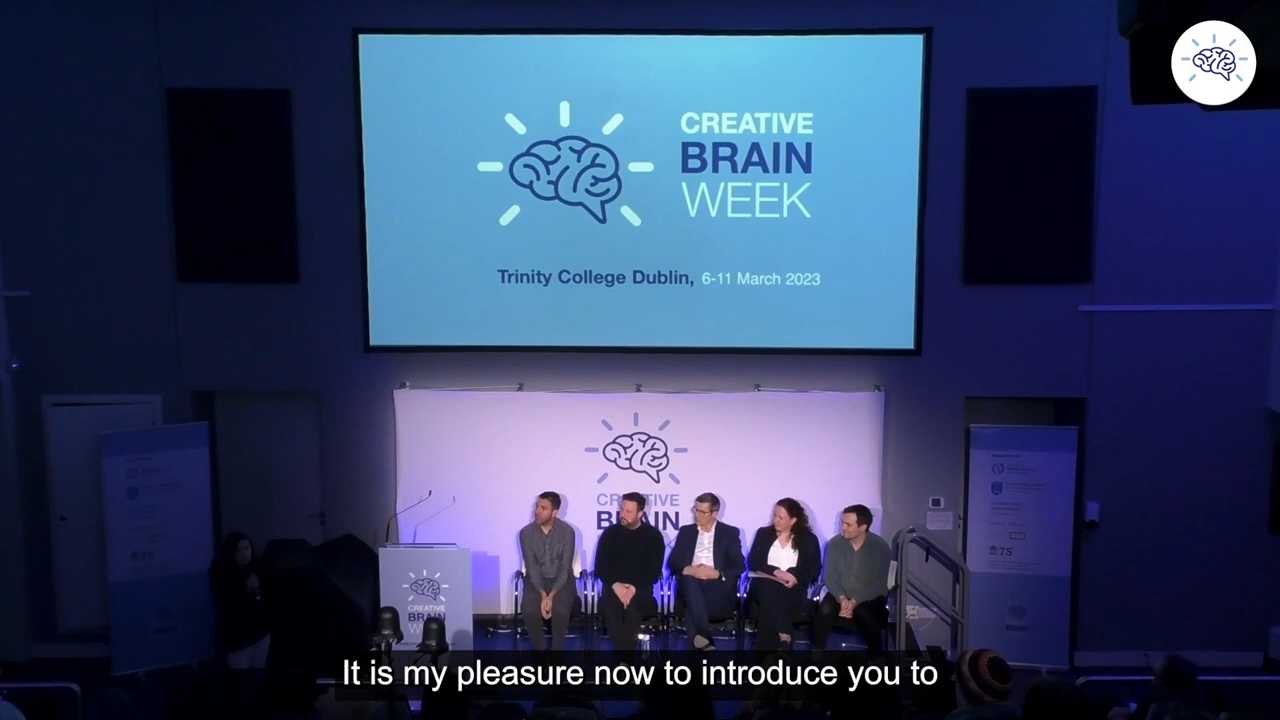 CREATIVE
BRAIN
WEEK
Trinity College Dublin, 6-11 March 2023
CREATIVE
BRAIN
CREATIVE
BRAIN
75
It is my pleasure now to introduce you to